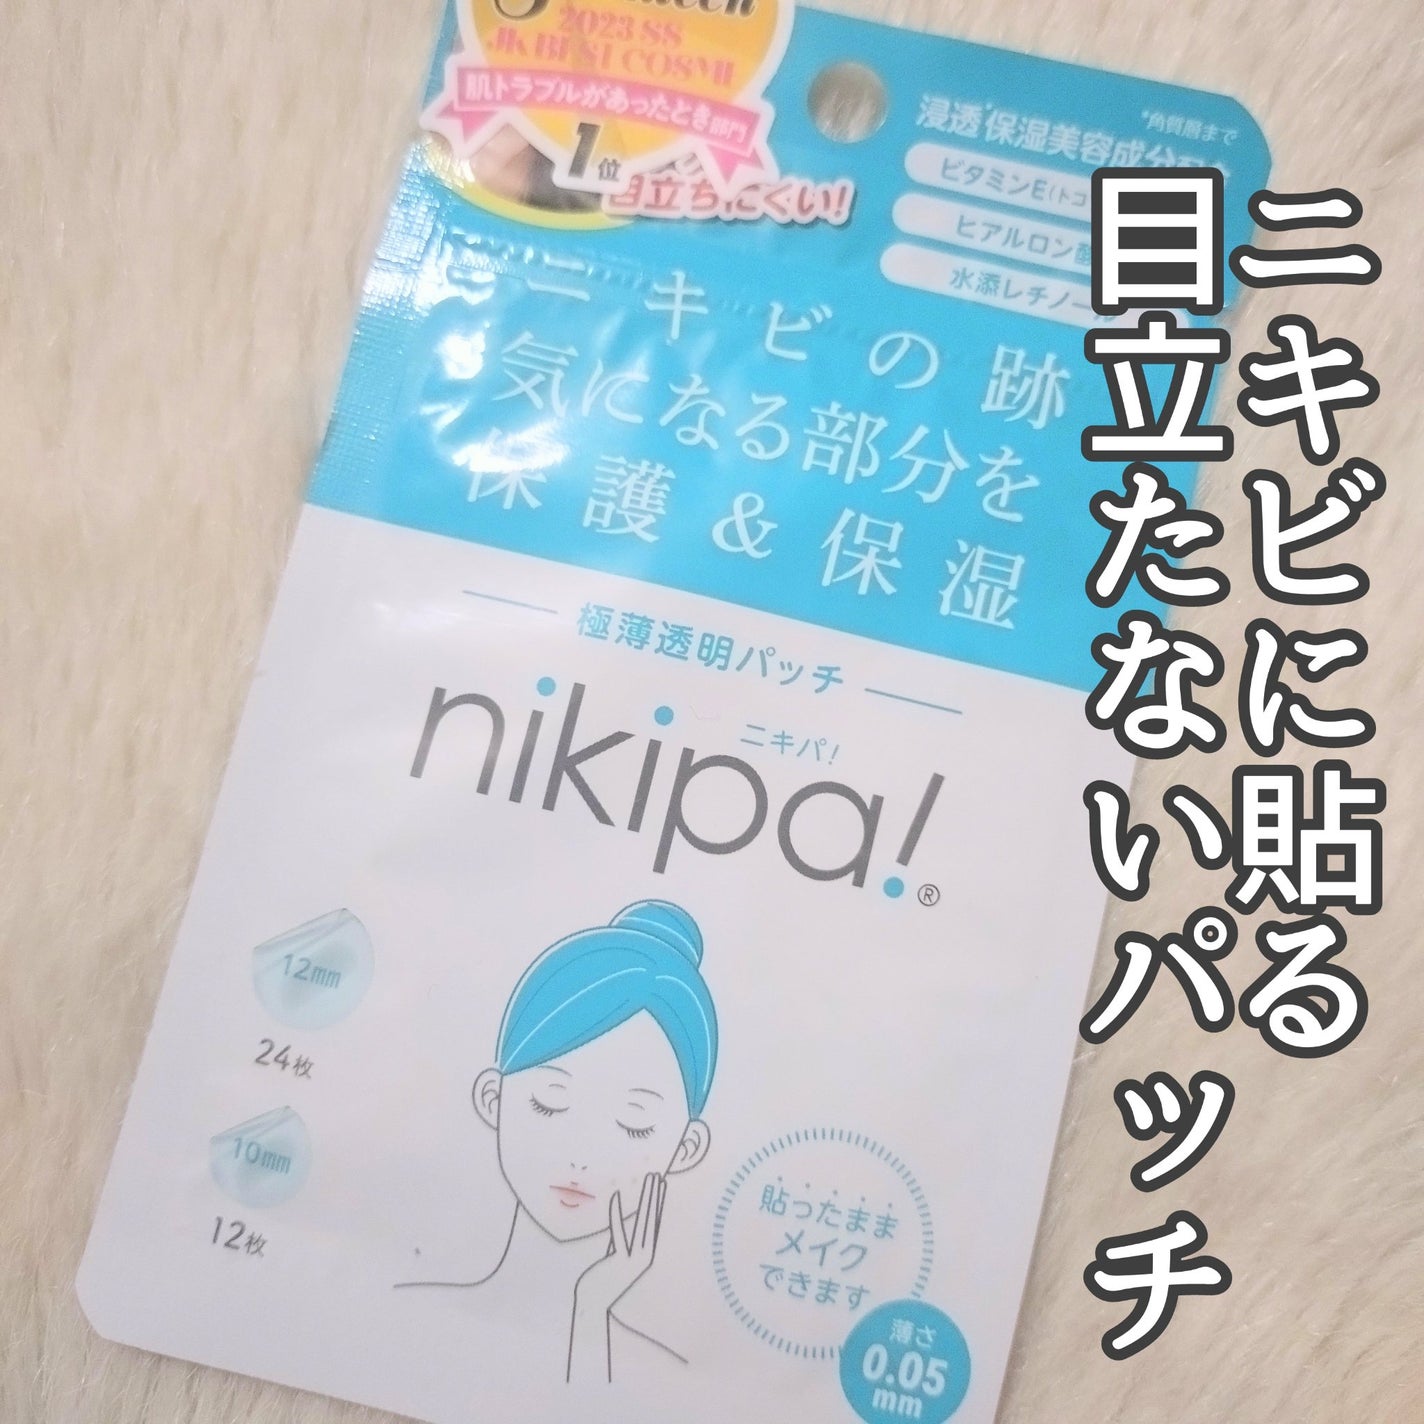 ニキビに貼る
目立たないパッチ
2023 SS
JK BEST COSME
肌トラブルがあったとき部門
1位
目立ちにくい!
*角質層まで
浸透*保湿美容成分
ビタミンE(トコ
ヒアルロン酸
水添レチノール
ニキビの跡
気になる部分を
保護&保湿
極薄透明パッチ
ニキパ!
nikipa!®
12mm
24枚
10mm
12枚
貼ったまま
メイク
できます
薄さ
0.05
mm